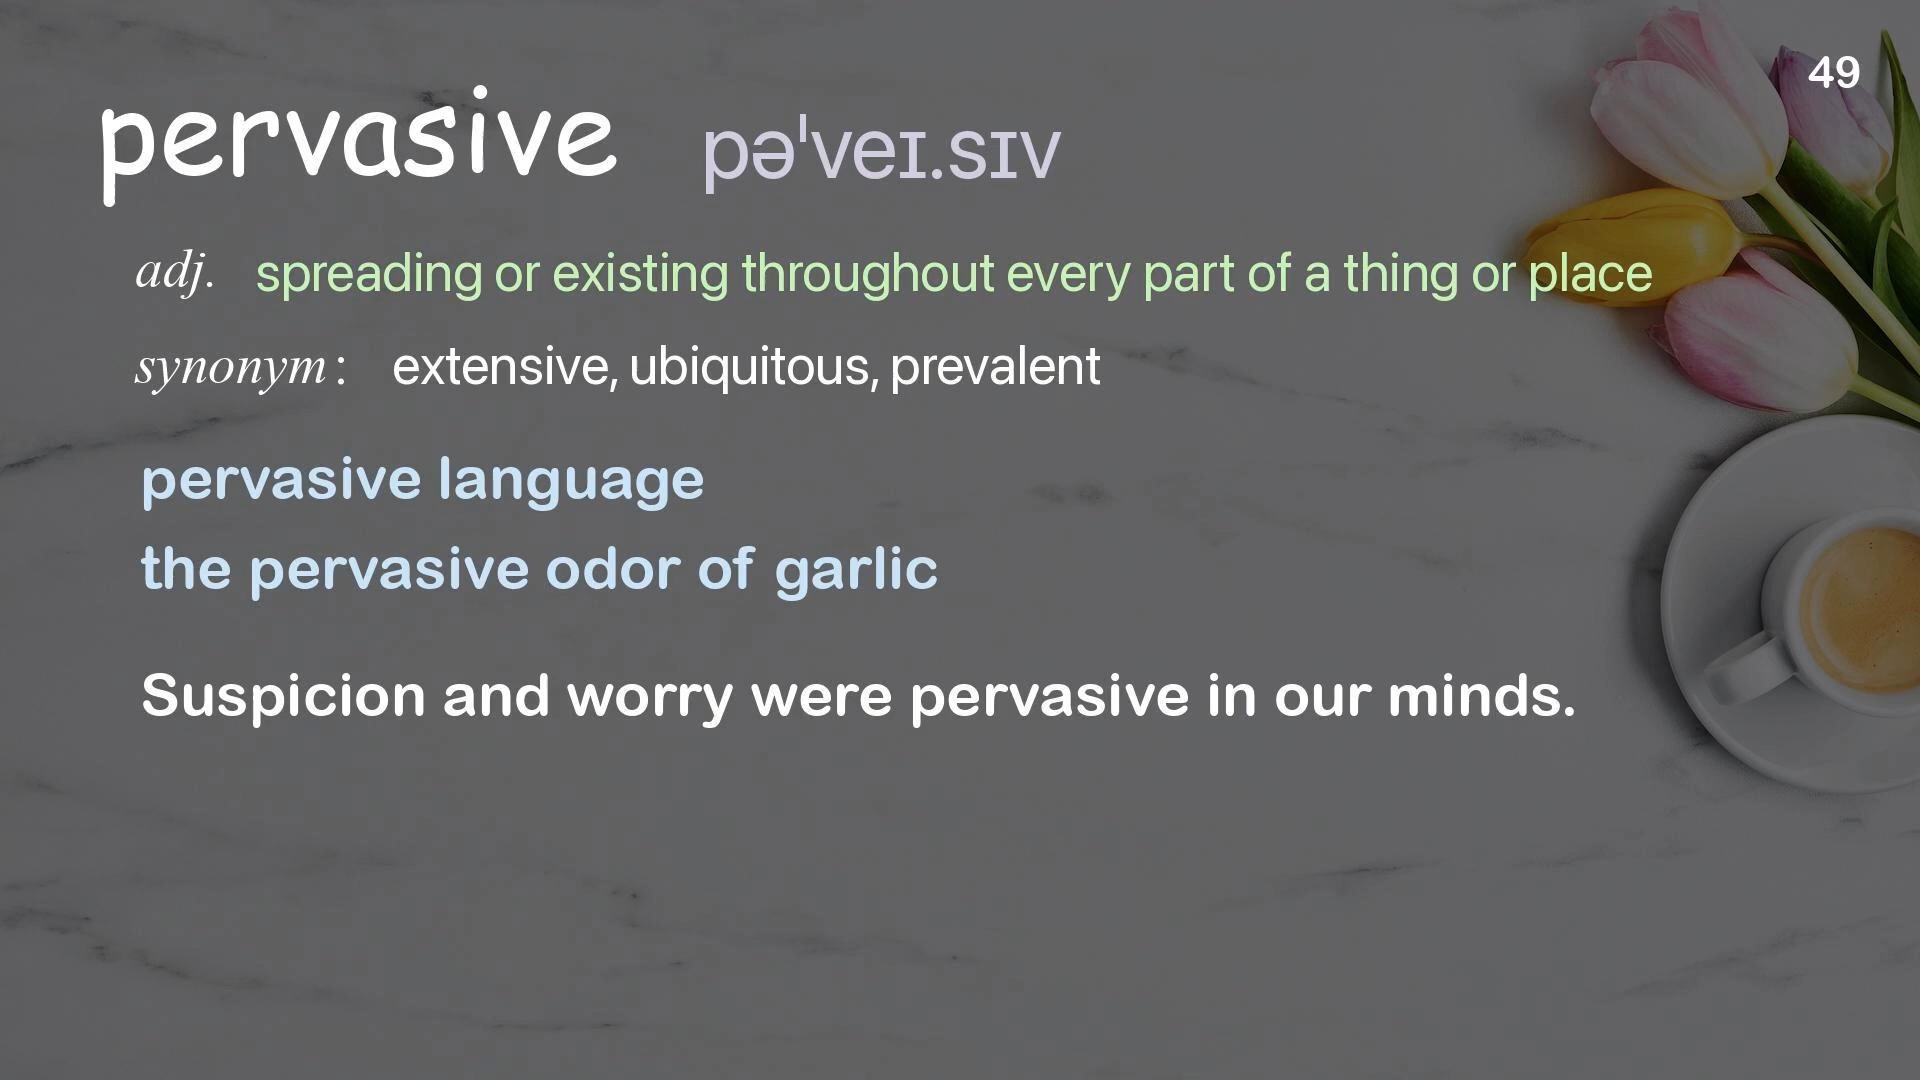 49
pervasive pəˈveɪ.sɪv
adj. spreading or existing throughout every part of a thing or place
synonym : extensive, ubiquitous, prevalent
pervasive language
the pervasive odor of garlic
Suspicion and worry were pervasive in our minds.